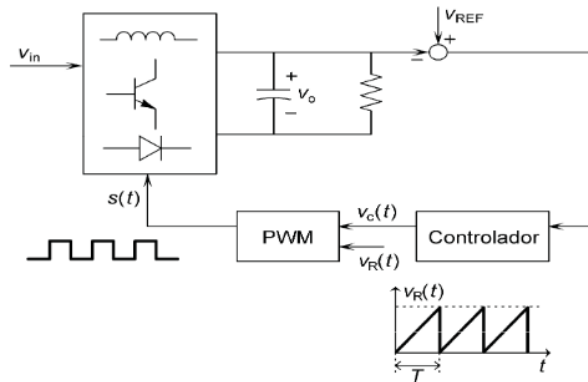 v_REF
v_in
+
−
+
v_o
−
s(t)
v_c(t)
PWM
Controlador
v_R(t)
v_R(t)
t
T